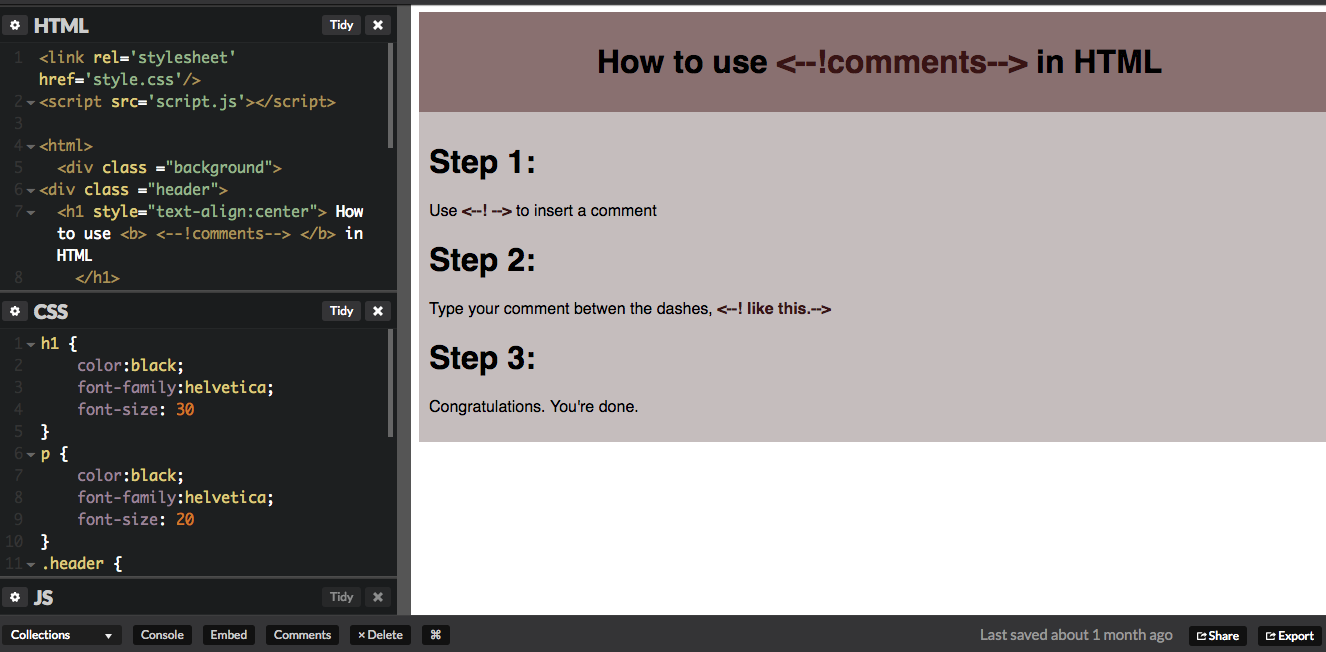 HTML Tidy
1 <link rel='stylesheet'
href='style.css'/>
2 <script src='script.js'></script>
3
4 <html>
5 <div class ="background">
6 <div class ="header">
7 <h1 style="text-align:center"> How
to use <b> <--!comments--> </b> in
HTML
8 </h1>
CSS Tidy
1 h1 {
2 color:black;
3 font-family:helvetica;
4 font-size: 30
5 }
6 p {
7 color:black;
8 font-family:helvetica;
9 font-size: 20
10 }
11 .header {
JS Tidy
How to use <--!comments--> in HTML
Step 1:
Use <--! --> to insert a comment
Step 2:
Type your comment betwen the dashes, <--! like this.-->
Step 3:
Congratulations. You're done.
Collections Console Embed Comments × Delete ⌘ Last saved about 1 month ago Share Export